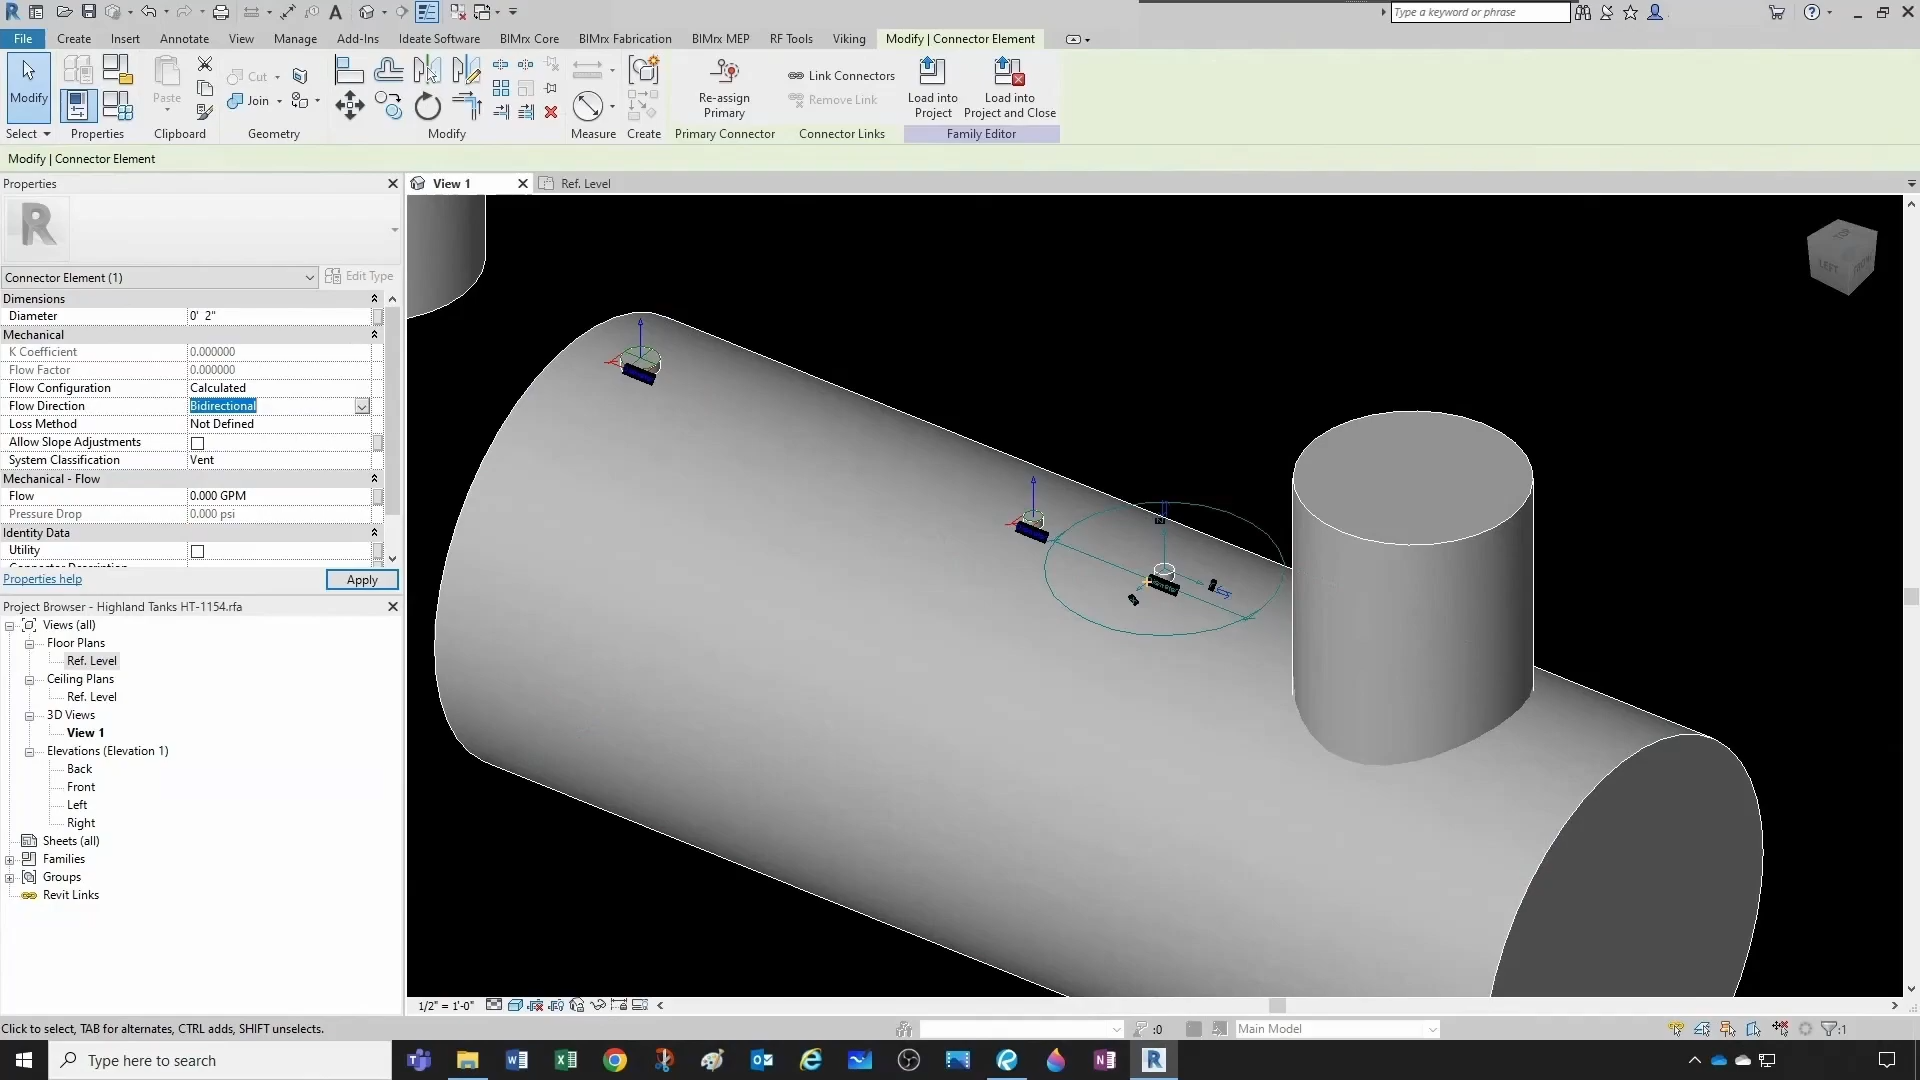 Type a keyword or phrase
File Create Insert Annotate View Manage Add-Ins Ideate Software BIMrx Core BIMrx Fabrication BIMrx MEP RF Tools Viking Modify | Connector Element
Modify
Paste
Cut
Join
Re-assign Primary
Link Connectors
Remove Link
Load into Project
Load into Project and Close
Select Properties Clipboard Geometry Modify Measure Create Primary Connector Connector Links Family Editor
Modify | Connector Element
Properties
View 1
Ref. Level
Connector Element (1)
Edit Type
Dimensions
Diameter 0' 2"
Mechanical
K Coefficient 0.000000
Flow Factor 0.000000
Flow Configuration Calculated
Flow Direction Bidirectional
Loss Method Not Defined
Allow Slope Adjustments
System Classification Vent
Mechanical - Flow
Flow 0.000 GPM
Pressure Drop 0.000 psi
Identity Data
Utility
Properties help
Apply
Project Browser - Highland Tanks HT-1154.rfa
Views (all)
Floor Plans
Ref. Level
Ceiling Plans
Ref. Level
3D Views
View 1
Elevations (Elevation 1)
Back
Front
Left
Right
Sheets (all)
Families
Groups
Revit Links
TOP
LEFT
1/2" = 1'-0"
Click to select, TAB for alternates, CTRL adds, SHIFT unselects.
:0
Main Model
:1
Type here to search